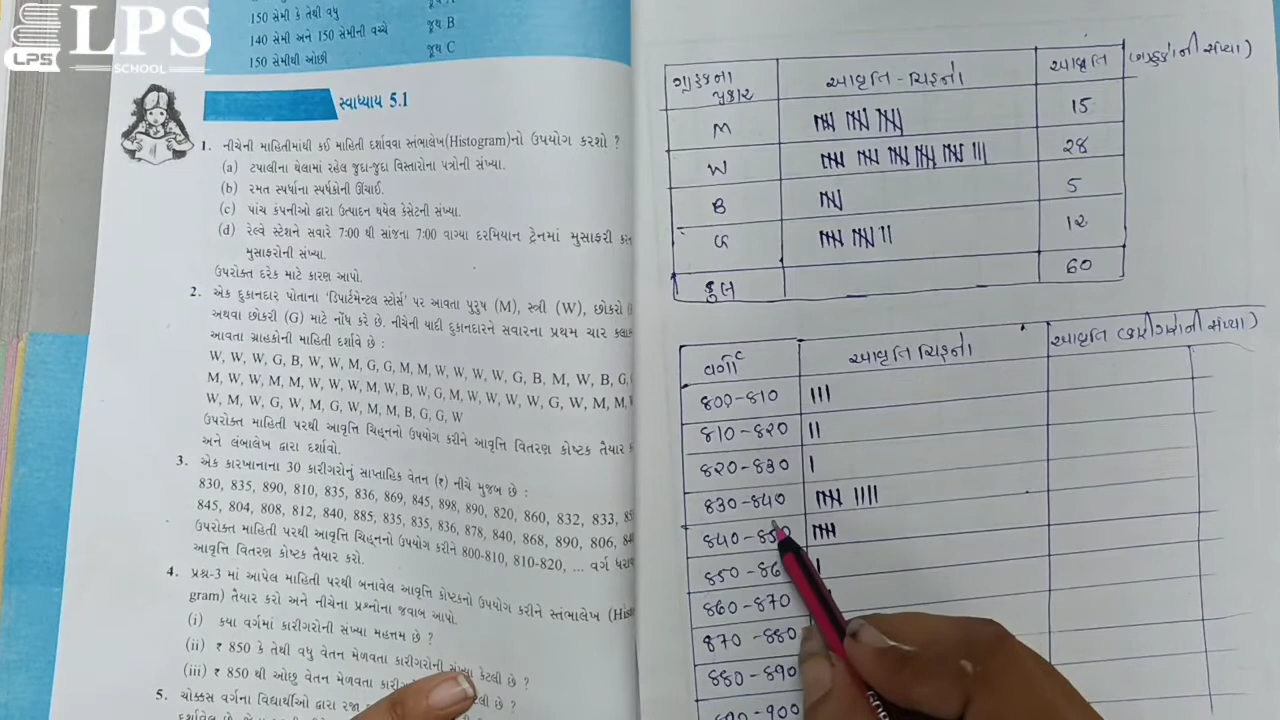 LPS
SCHOOL
LPS
150 સેમી કે તેથી વધુ
140 સેમી અને 150 સેમીની વચ્ચે જૂથ B
150 સેમીથી ઓછી જૂથ C
સ્વાધ્યાય 5.1
1. નીચેની માહિતીમાંથી કઈ માહિતી દર્શાવવા સ્તંભાલેખ(Histogram)નો ઉપયોગ કરશો ?
(a) ટપાલીના થેલામાં રહેલ જુદા-જુદા વિસ્તારોના પત્રોની સંખ્યા.
(b) રમત સ્પર્ધાના સ્પર્ધકોની ઊંચાઈ.
(c) પાંચ કંપનીઓ દ્વારા ઉત્પાદન થયેલ કેસેટની સંખ્યા.
(d) રેલ્વે સ્ટેશને સવારે 7:00 થી સાંજના 7:00 વાગ્યા દરમિયાન ટ્રેનમાં મુસાફરી
મુસાફરોની સંખ્યા.
ઉપરોક્ત દરેક માટે કારણ આપો.
2. એક દુકાનદાર પોતાના ‘ડિપાર્ટમેન્ટલ સ્ટોર્સ’ પર આવતા પુરુષ (M), સ્ત્રી (W), છોકરો
અથવા છોકરી (G) માટે નોંધ કરે છે. નીચેની યાદી દુકાનદારને સવારના પ્રથમ ચાર
આવતા ગ્રાહકોની માહિતી દર્શાવે છે :
W, W, W, G, B, W, W, M, G, G, M, M, W, W, W, W, G, B, M, W, B, G,
M, W, W, M, M, W, W, W, M, W, B, W, G, M, W, W, W, W, G, W, M, M,
W, M, W, G, W, M, G, W, M, M, B, G, G, W
ઉપરોક્ત માહિતી પરથી આવૃત્તિ ચિહ્નનો ઉપયોગ કરીને આવૃત્તિ વિતરણ કોષ્ટક તૈયાર
અને લંબાલેખ દ્વારા દર્શાવો.
3. એક કારખાનાના 30 કારીગરોનું સાપ્તાહિક વેતન (₹) નીચે મુજબ છે :
830, 835, 890, 810, 835, 836, 869, 845, 898, 890, 820, 860, 832, 833,
845, 804, 808, 812, 840, 885, 835, 835, 836, 878, 840, 868, 890, 806,
ઉપરોક્ત માહિતી પરથી આવૃત્તિ ચિહ્નનો ઉપયોગ કરીને 800-810, 810-820, ... વર્ગ
આવૃત્તિ વિતરણ કોષ્ટક તૈયાર કરો.
4. પ્રશ્ન-3 માં આપેલ માહિતી પરથી બનાવેલ આવૃત્તિ કોષ્ટકનો ઉપયોગ કરીને સ્તંભાલેખ
gram) તૈયાર કરો અને નીચેના પ્રશ્નોના જવાબ આપો.
(i) કયા વર્ગમાં કારીગરોની સંખ્યા મહત્તમ છે ?
(ii) ₹ 850 કે તેથી વધુ વેતન મેળવતા કારીગરોની સંખ્યા કેટલી છે ?
(iii) ₹ 850 થી ઓછુ વેતન મેળવતા છે ?
5. ચોક્કસ વર્ગના વિદ્યાર્થીઓ દ્વારા રજા
ગ્રાહકના પ્રકાર આવૃત્તિ - ચિહ્નો આવૃત્તિ (ગ્રાહકોની સંખ્યા)
M 15
W 28
B 5
G 12
કુલ 60
વર્ગો આવૃત્તિ ચિહ્નો આવૃત્તિ (કારીગરોની સંખ્યા)
800-810
810-820
820-830
830-840
840-850
850-860
860-870
870-880
880-890